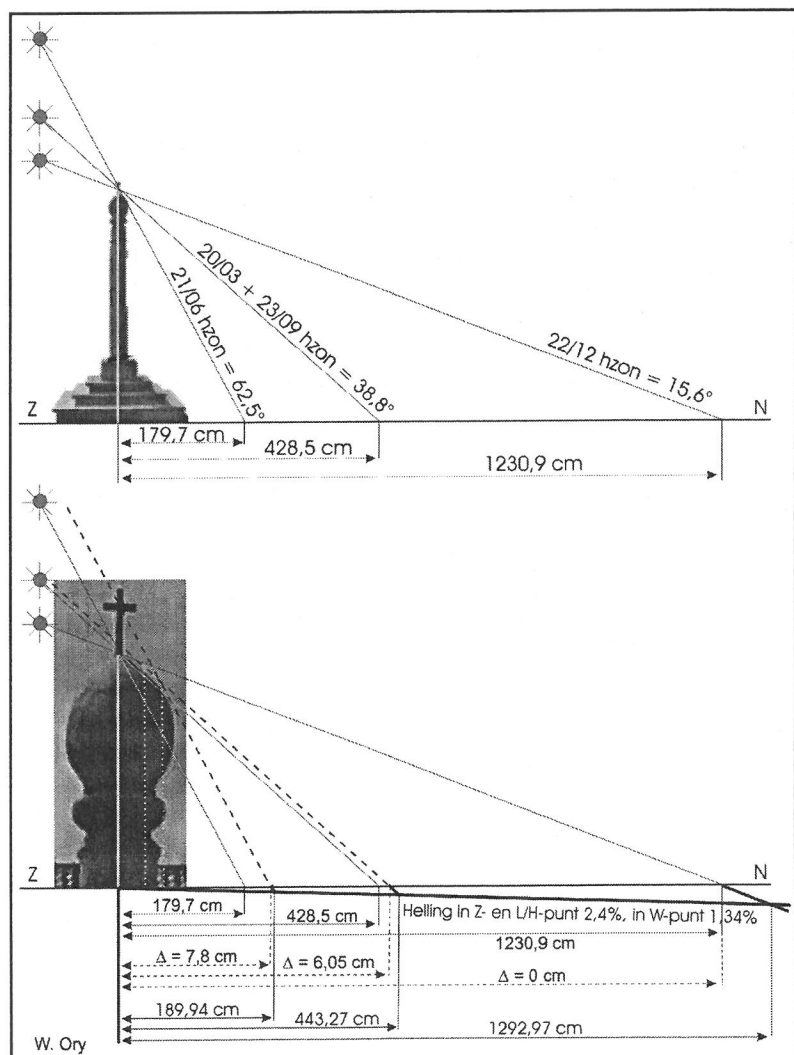 21/06 hzon = 62,5°
20/03 + 23/09 hzon = 38,8°
22/12 hzon = 15,6°
Z
N
179,7 cm
428,5 cm
1230,9 cm
Z
N
179,7 cm
Helling in Z- en L/H-punt 2,4%, in W-punt 1,34%
428,5 cm
1230,9 cm
Δ = 7,8 cm
Δ = 6,05 cm
Δ = 0 cm
189,94 cm
443,27 cm
1292,97 cm
W. Ory